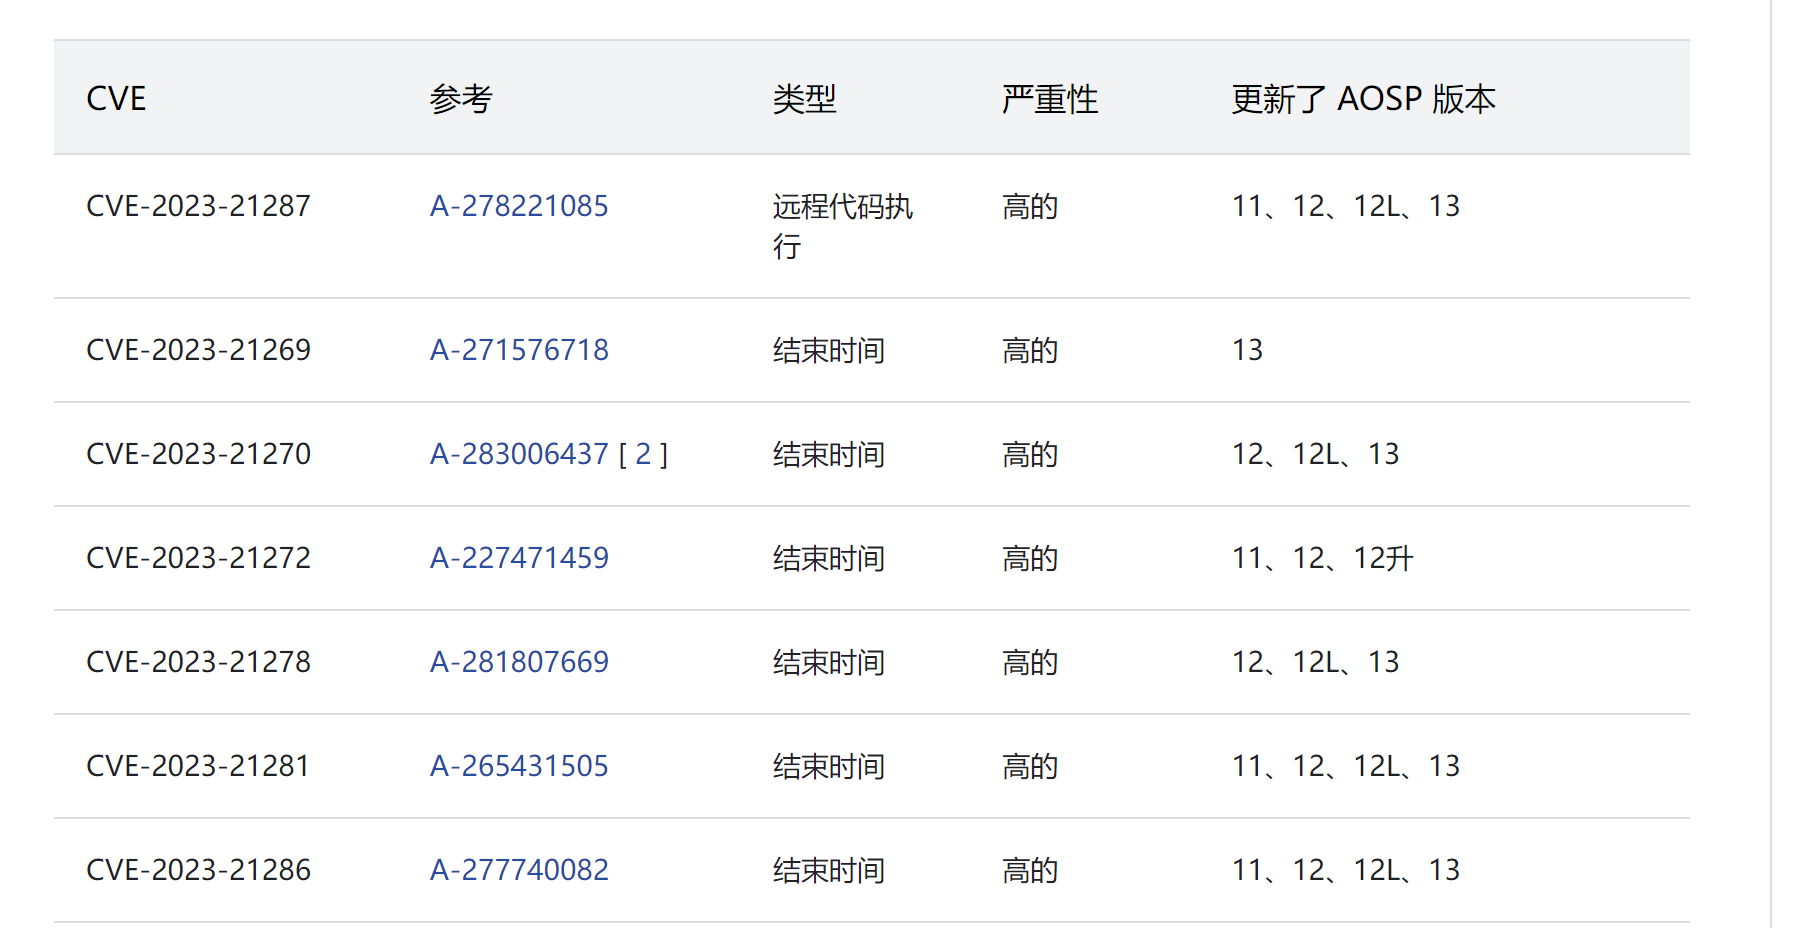 CVE 参考 类型 严重性 更新了 AOSP 版本
CVE-2023-21287 A-278221085 远程代码执 高的 11、12、12L、13
行
CVE-2023-21269 A-271576718 结束时间 高的 13
CVE-2023-21270 A-283006437 [ 2 ] 结束时间 高的 12、12L、13
CVE-2023-21272 A-227471459 结束时间 高的 11、12、12升
CVE-2023-21278 A-281807669 结束时间 高的 12、12L、13
CVE-2023-21281 A-265431505 结束时间 高的 11、12、12L、13
CVE-2023-21286 A-277740082 结束时间 高的 11、12、12L、13